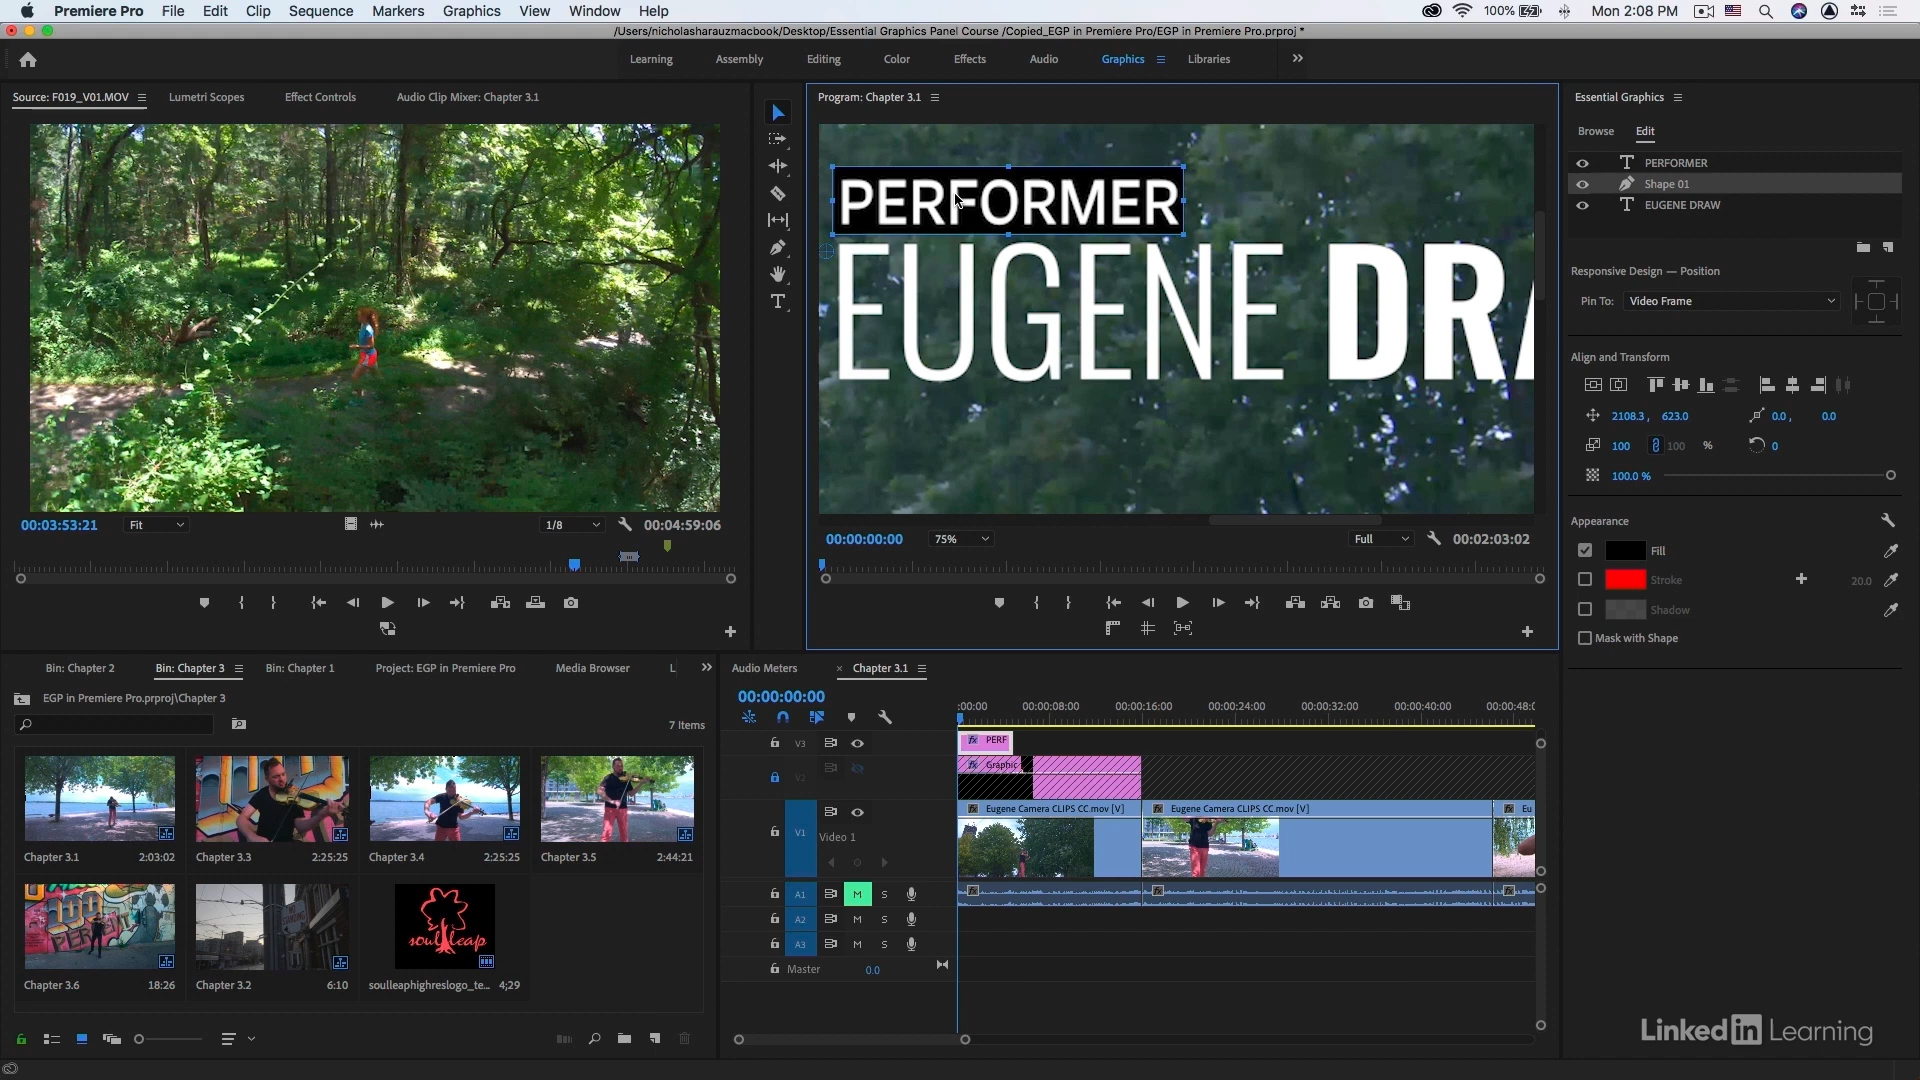 Premiere Pro File Edit Clip Sequence Markers Graphics View Window Help 100% Mon 2:08 PM
/Users/nicholasharauzmacbook/Desktop/Essential Graphics Panel Course /Copied_EGP in Premiere Pro/EGP in Premiere Pro.prproj *
Learning Assembly Editing Color Effects Audio Graphics Libraries
Source: F019_V01.MOV Lumetri Scopes Effect Controls Audio Clip Mixer: Chapter 3.1
Program: Chapter 3.1
Essential Graphics
Browse Edit
PERFORMER
Shape 01
EUGENE DRAW
PERFORMER
EUGENE DRA
Responsive Design — Position
Pin To: Video Frame
Align and Transform
2108.3 , 623.0 0.0 , 0.0
100 100 % 0
100.0 %
Appearance
Fill
Stroke 20.0
Shadow
Mask with Shape
00:03:53:21 Fit 1/8 00:04:59:06
00:00:00:00 75% Full 00:02:03:02
Bin: Chapter 2 Bin: Chapter 3 Bin: Chapter 1 Project: EGP in Premiere Pro Media Browser L
EGP in Premiere Pro.prproj\Chapter 3
7 Items
Chapter 3.1 2:03:02 Chapter 3.3 2:25:25 Chapter 3.4 2:25:25 Chapter 3.5 2:44:21
soulleap
Chapter 3.6 18:26 Chapter 3.2 6:10 soulleaphighreslogo_te... 4;29
Audio Meters × Chapter 3.1
00:00:00:00
:00:00 00:00:08:00 00:00:16:00 00:00:24:00 00:00:32:00 00:00:40:00 00:00:48:0
V3 fx PERF
V2 fx Graphic
fx Eugene Camera CLIPS CC.mov [V] fx Eugene Camera CLIPS CC.mov [V] fx Eu
V1 Video 1
A1 M S
A2 M S
A3 M S
Master 0.0
Linked in Learning